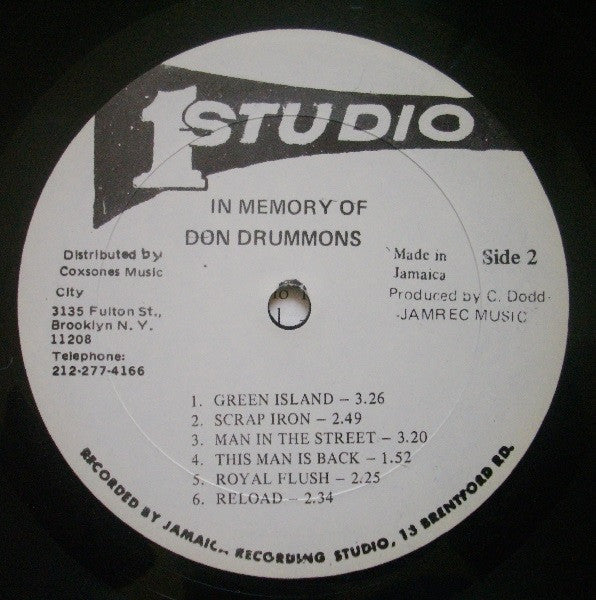 1 STUDIO
IN MEMORY OF
DON DRUMMONS
Distributed by
Coxsones Music
City
3135 Fulton St.,
Brooklyn N. Y.
11208
Telephone:
212-277-4166
Made in
Jamaica
Side 2
Produced by C. Dodd
JAMREC MUSIC
1. GREEN ISLAND – 3.26
2. SCRAP IRON – 2.49
3. MAN IN THE STREET – 3.20
4. THIS MAN IS BACK – 1.52
5. ROYAL FLUSH – 2.25
6. RELOAD – 2.34
RECORDED BY JAMAIC. RECORDING STUDIO, 13 BRENTFORD RD.